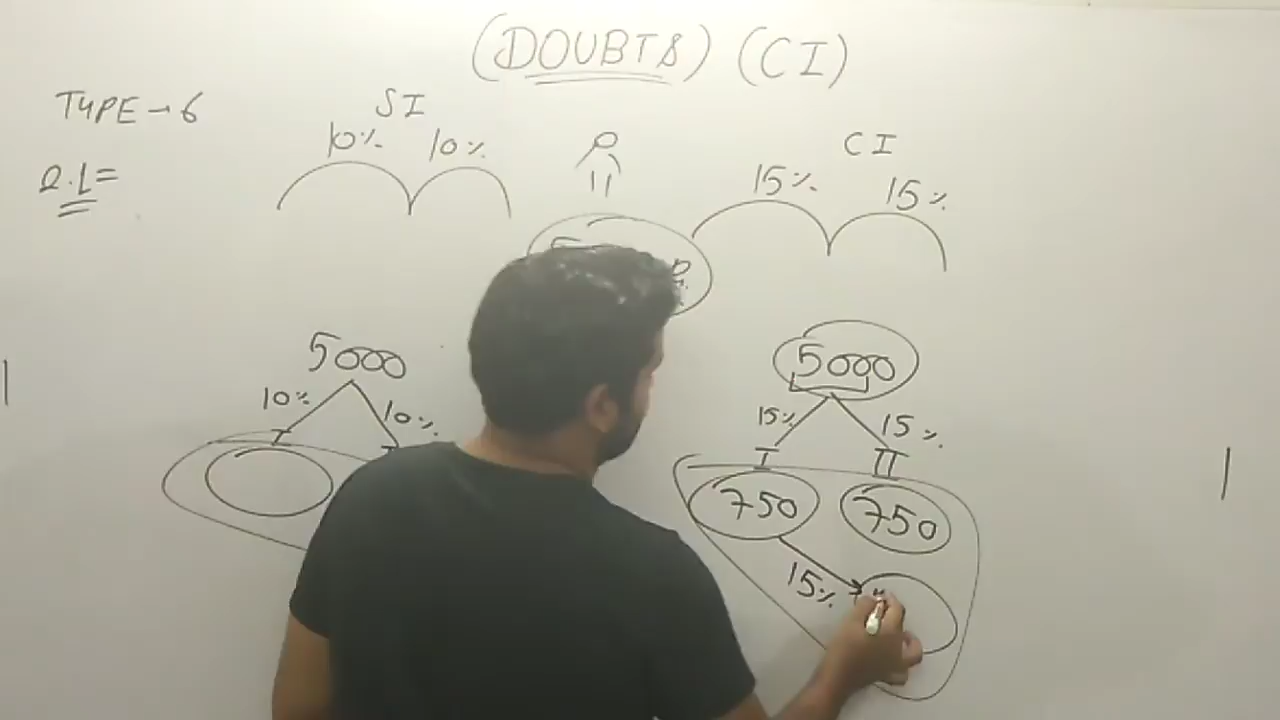 (DOUBTS) (CI)
TYPE → 6
SI
CI
10% 10%
15% 15%
Q.1=
5000
5000
10% 10%
15% 15%
I
I II
750 750
15%